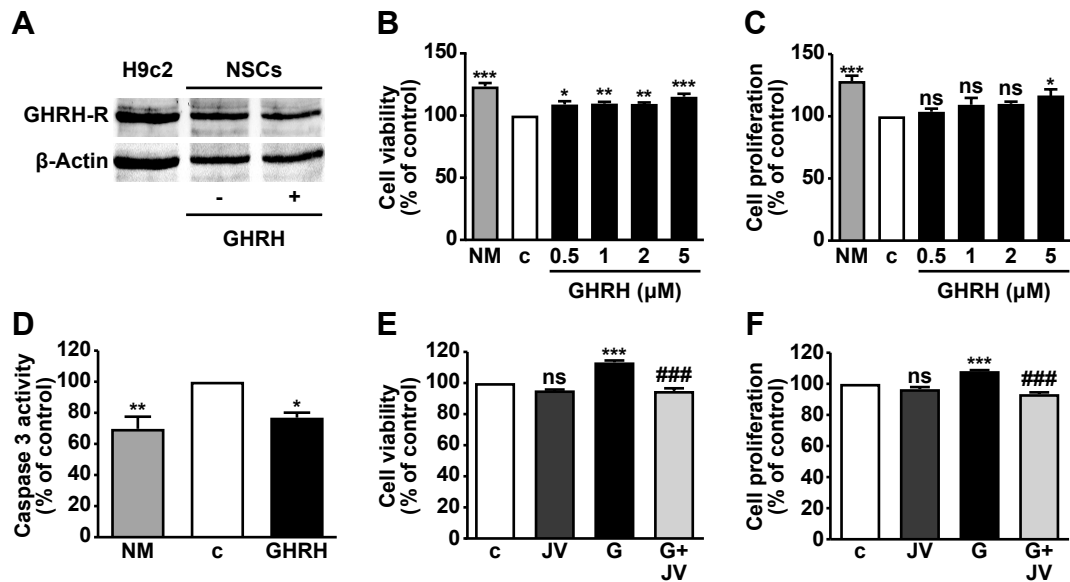 A
H9c2 NSCs
GHRH-R
β-Actin
- +
GHRH
B
Cell viability
(% of control)
150
100
50
0
***
*
**
**
***
NM c 0.5 1 2 5
GHRH (µM)
C
Cell proliferation
(% of control)
150
100
50
0
***
ns
ns
ns
*
NM c 0.5 1 2 5
GHRH (µM)
D
Caspase 3 activity
(% of control)
120
100
80
60
40
20
0
**
*
NM c GHRH
E
Cell viability
(% of control)
120
100
80
60
40
20
0
ns
***
###
c JV G G+
JV
F
Cell proliferation
(% of control)
120
100
80
60
40
20
0
ns
***
###
c JV G G+
JV